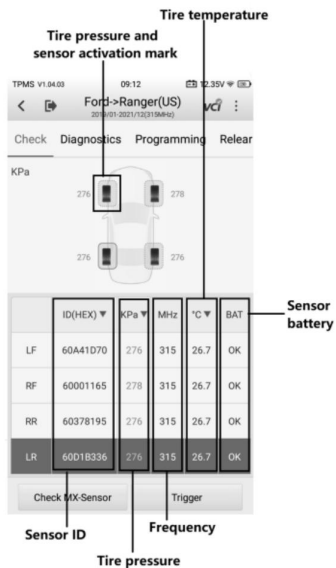 Tire temperature
Tire pressure and
sensor activation mark
TPMS V1.04.03 09:12 12.35V
Ford->Ranger(US) VCI
2019/01-2021/12(315MHz)
Check Diagnostics Programming Relear
KPa
276 278
276 276
ID(HEX) ▼ KPa ▼ MHz °C ▼ BAT
Sensor
battery
LF 60A41D70 276 315 26.7 OK
RF 60001165 278 315 26.7 OK
RR 60378195 276 315 26.7 OK
LR 60D1B336 276 315 26.7 OK
Check MX-Sensor Trigger
Sensor ID
Frequency
Tire pressure